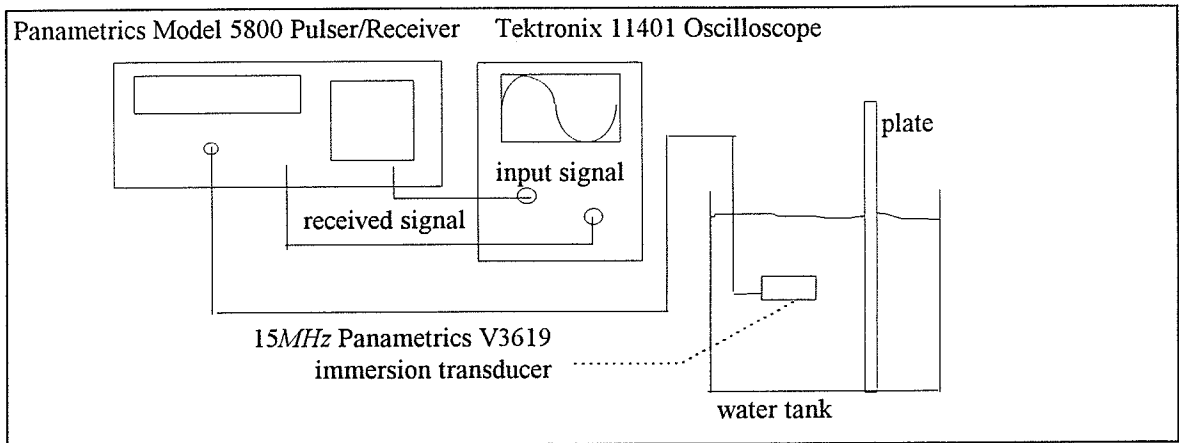 Panametrics Model 5800 Pulser/Receiver Tektronix 11401 Oscilloscope
plate
input signal
received signal
15MHz Panametrics V3619
immersion transducer
water tank